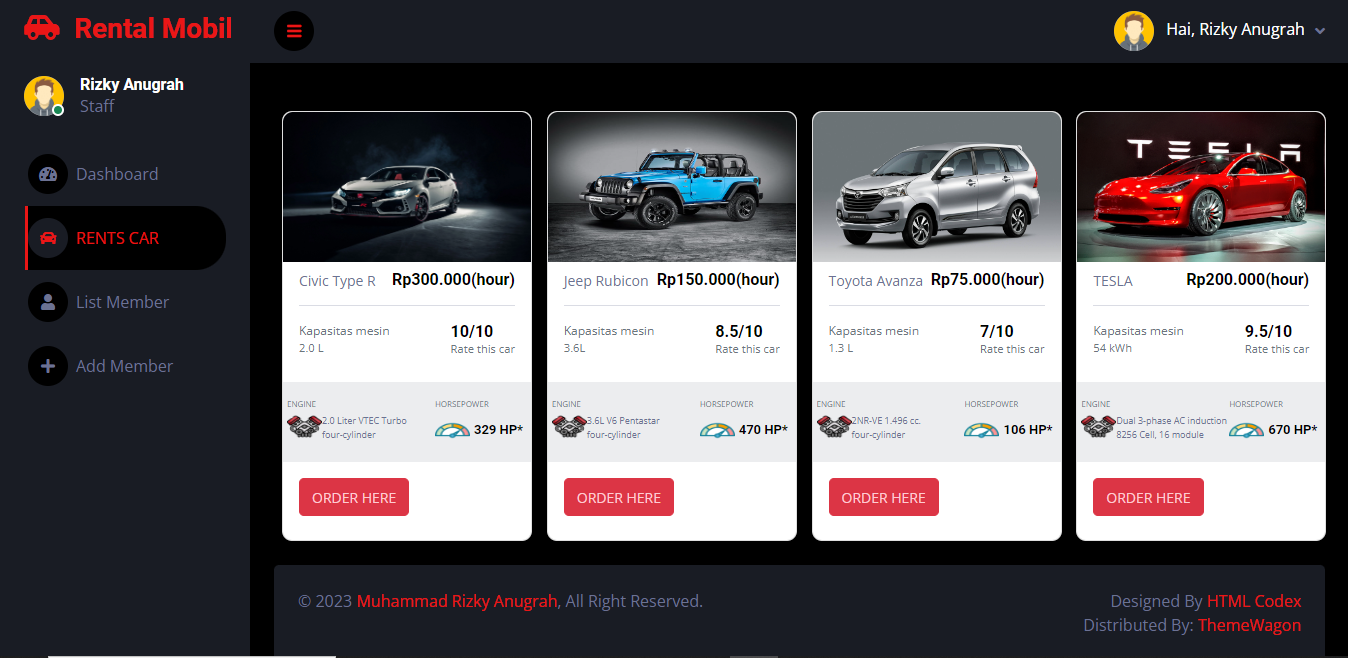 Rental Mobil
Hai, Rizky Anugrah
Rizky Anugrah
Staff
Dashboard
RENTS CAR
List Member
Add Member
Civic Type R Rp300.000(hour)
Kapasitas mesin 10/10
2.0 L Rate this car
ENGINE HORSEPOWER
2.0 Liter VTEC Turbo
four-cylinder
329 HP*
ORDER HERE
Jeep Rubicon Rp150.000(hour)
Kapasitas mesin 8.5/10
3.6L Rate this car
ENGINE HORSEPOWER
3.6L V6 Pentastar
four-cylinder
470 HP*
ORDER HERE
Toyota Avanza Rp75.000(hour)
Kapasitas mesin 7/10
1.3 L Rate this car
ENGINE HORSEPOWER
2NR-VE 1.496 cc.
four-cylinder
106 HP*
ORDER HERE
TESLA
TESLA Rp200.000(hour)
Kapasitas mesin 9.5/10
54 kWh Rate this car
ENGINE HORSEPOWER
Dual 3-phase AC induction
8256 Cell, 16 module
670 HP*
ORDER HERE
© 2023 Muhammad Rizky Anugrah, All Right Reserved.
Designed By HTML Codex
Distributed By: ThemeWagon